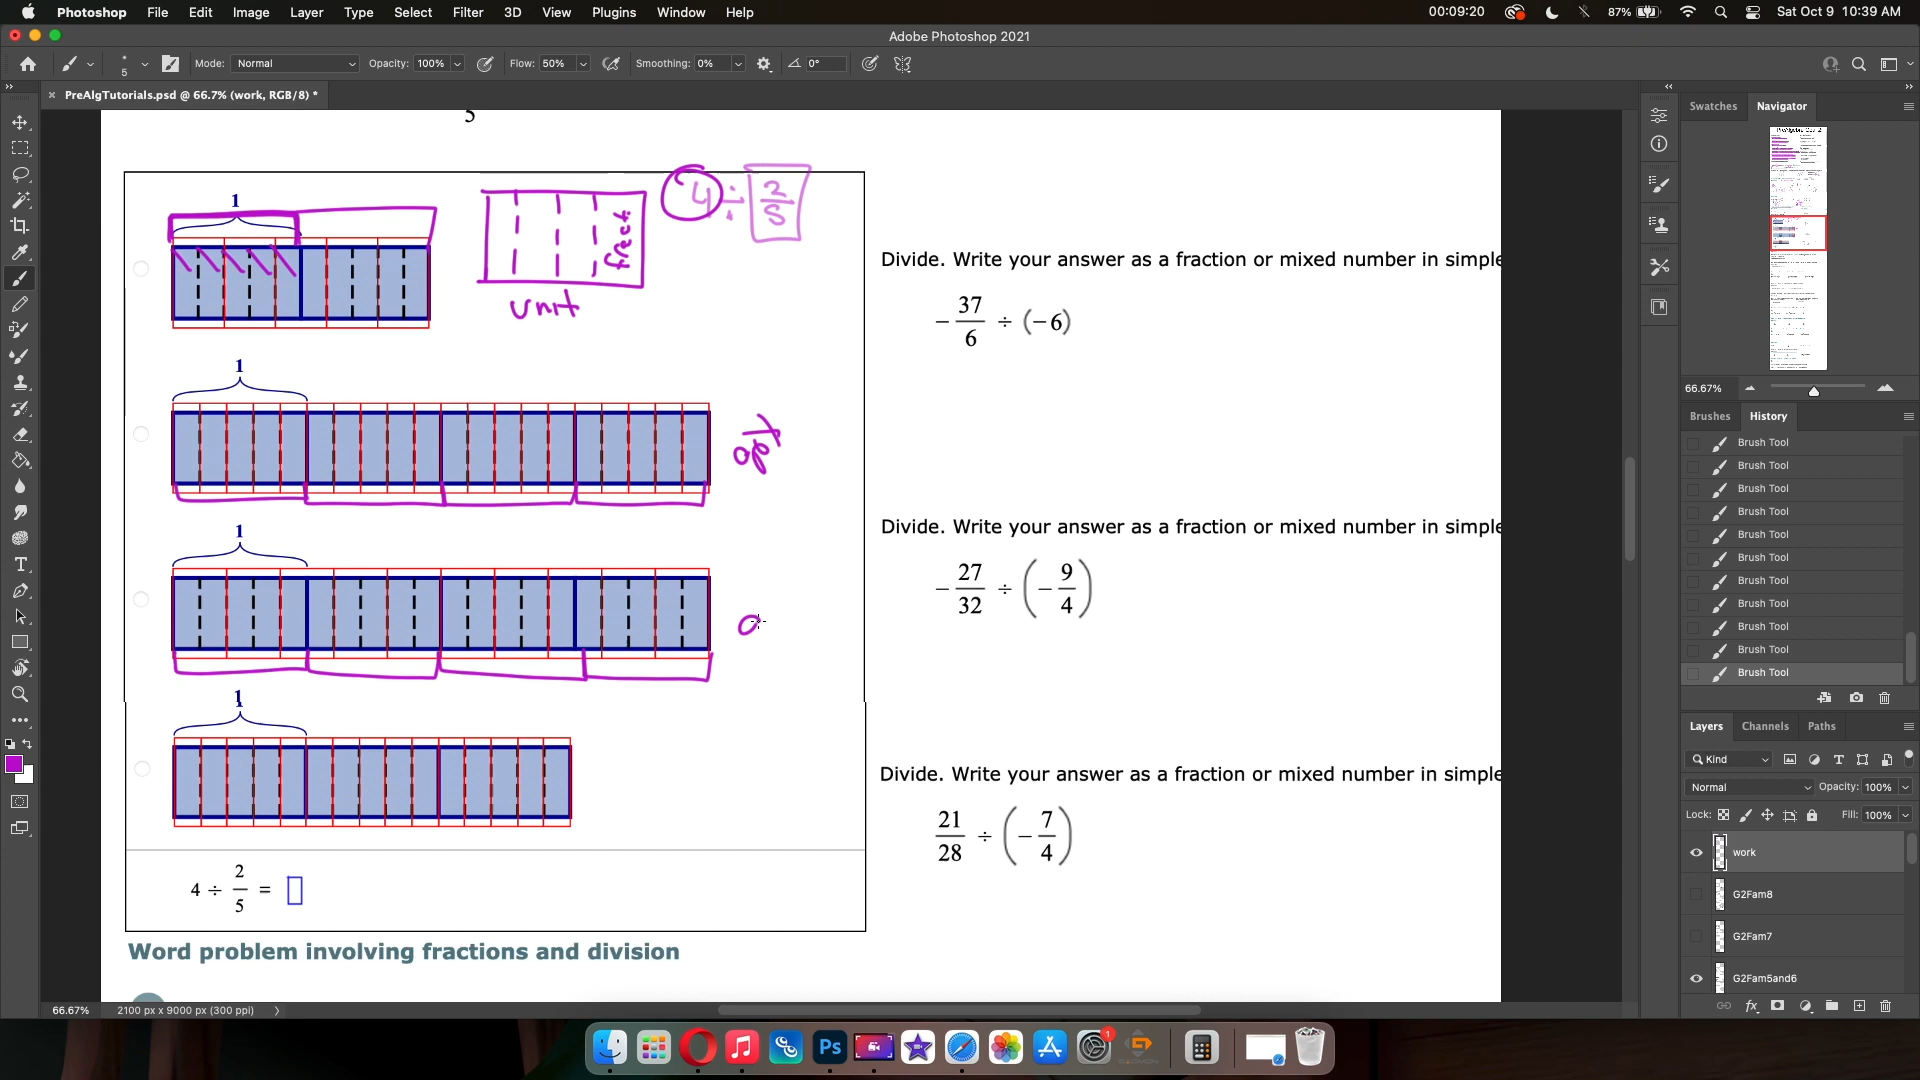 Photoshop File Edit Image Layer Type Select Filter 3D View Plugins Window Help 00:09:20 87% Sat Oct 9 10:39 AM
Adobe Photoshop 2021
5 Mode: Normal Opacity: 100% Flow: 50% Smoothing: 0% 0°
PreAlgTutorials.psd @ 66.7% (work, RGB/8) *
Swatches Navigator
5
4 ÷ 2/5
1
fract.
unit
Divide. Write your answer as a fraction or mixed number in simple
- 37/6 ÷ (-6)
1
1
Divide. Write your answer as a fraction or mixed number in simple
- 27/32 ÷ (- 9/4)
1
Divide. Write your answer as a fraction or mixed number in simple
21/28 ÷ (- 7/4)
4 ÷ 2/5 =
Word problem involving fractions and division
66.67% 2100 px x 9000 px (300 ppi)
66.67%
Brushes History
Brush Tool
Brush Tool
Brush Tool
Brush Tool
Brush Tool
Brush Tool
Brush Tool
Brush Tool
Brush Tool
Brush Tool
Brush Tool
Layers Channels Paths
Kind
Normal Opacity: 100%
Lock: Fill: 100%
work
G2Fam8
G2Fam7
G2Fam5and6
fx
Ps
1